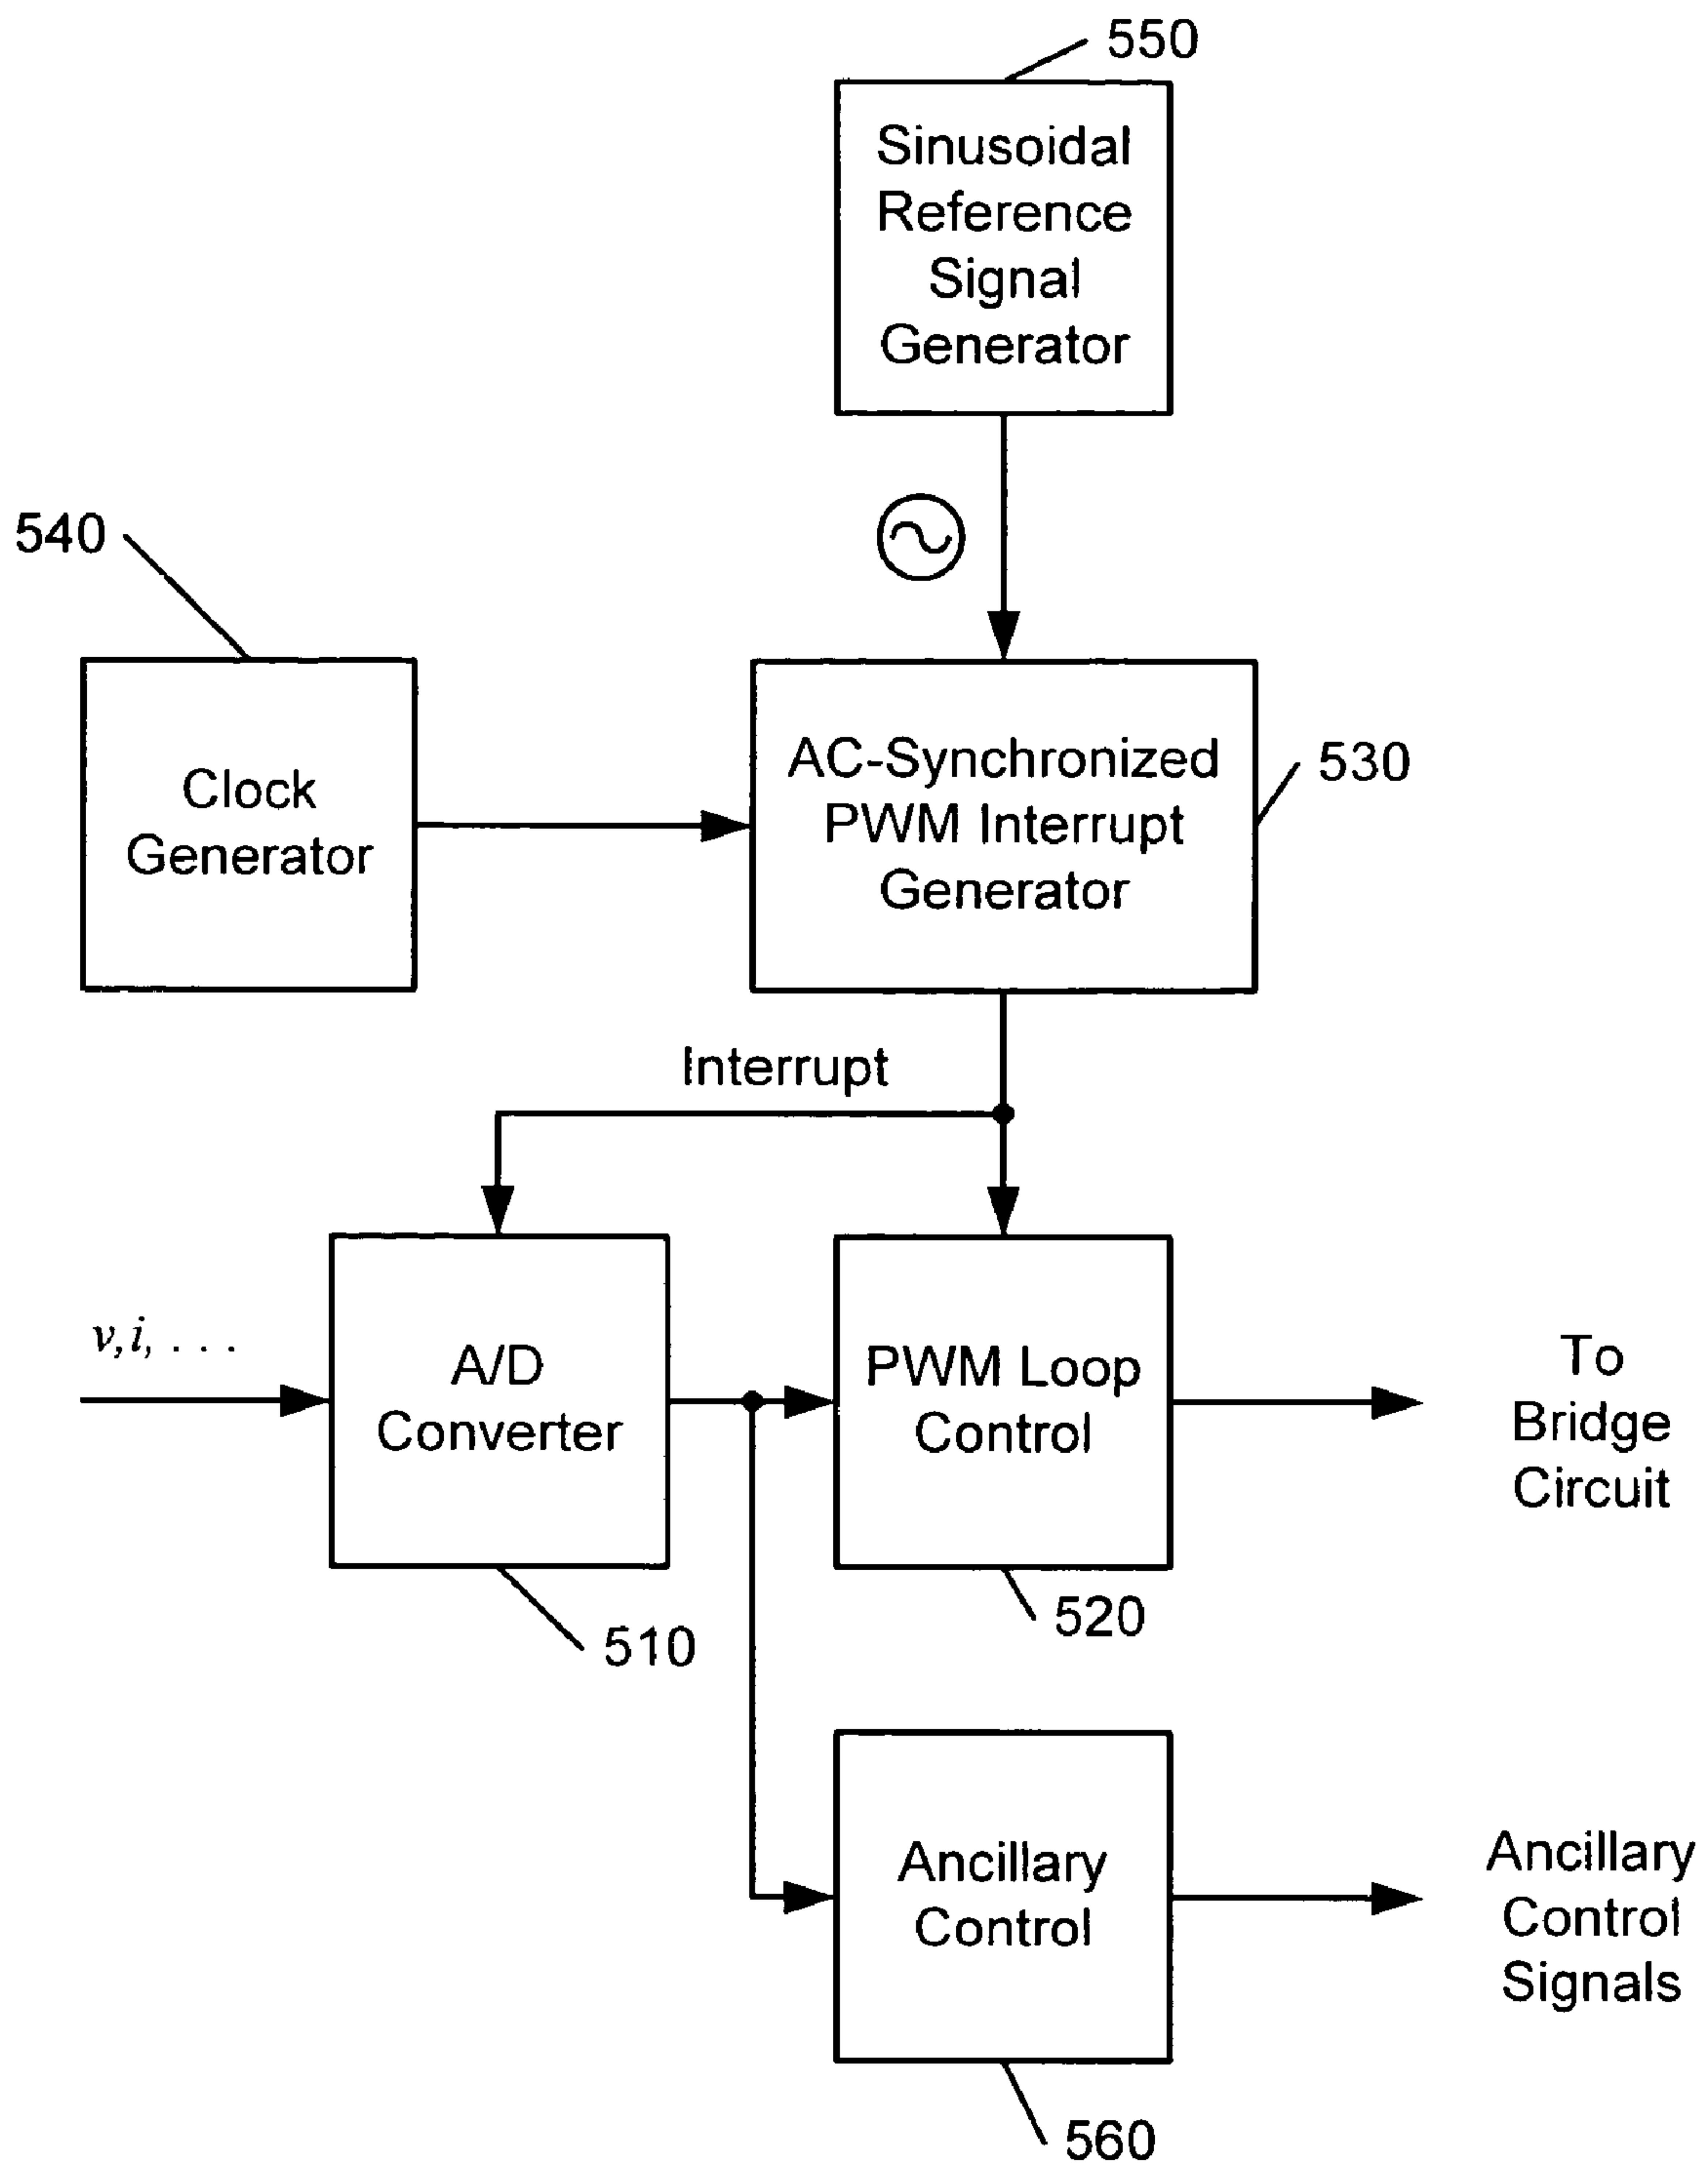 550
Sinusoidal
Reference
Signal
Generator
540
Clock
Generator
AC-Synchronized
PWM Interrupt
Generator
530
Interrupt
v,i, . . .
A/D
Converter
PWM Loop
Control
To
Bridge
Circuit
510
520
Ancillary
Control
Ancillary
Control
Signals
560